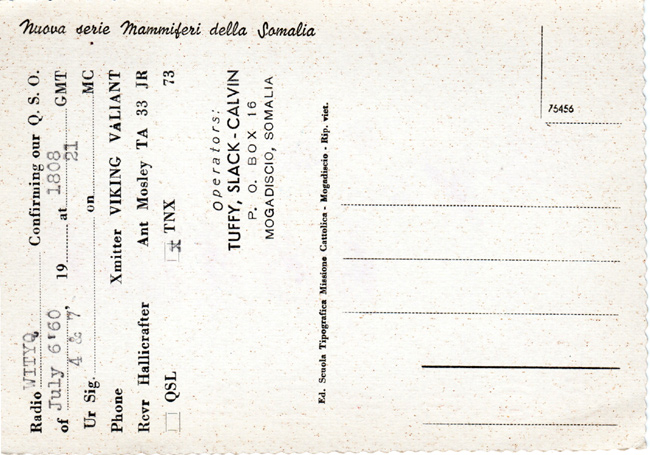 Nuova serie Mammiferi della Somalia
75456
Radio W1TYQ Confirming our Q. S. O.
of July 6'60 19 at 1808 GMT
Ur Sig. 4 & 7, on 21 MC
Phone Xmitter VIKING VALIANT
Rcvr Hallicrafter Ant Mosley TA 33 JR
QSL x TNX 73
Operators:
TUFFY, SLACK - CALVIN
P. O. BOX 16
MOGADISCIO, SOMALIA
Ed. Scuola Tipografica Missione Cattolica - Mogadiscio - Rip. viet.